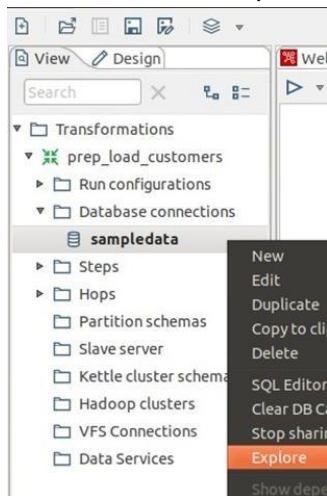 View
Design
Wel
Search
Transformations
prep_load_customers
Run configurations
Database connections
sampledata
Steps
Hops
Partition schemas
Slave server
Kettle cluster schema
Hadoop clusters
VFS Connections
Data Services
New
Edit
Duplicate
Copy to cli
Delete
SQL Editor
Clear DB Ca
Stop sharin
Explore
Show depe